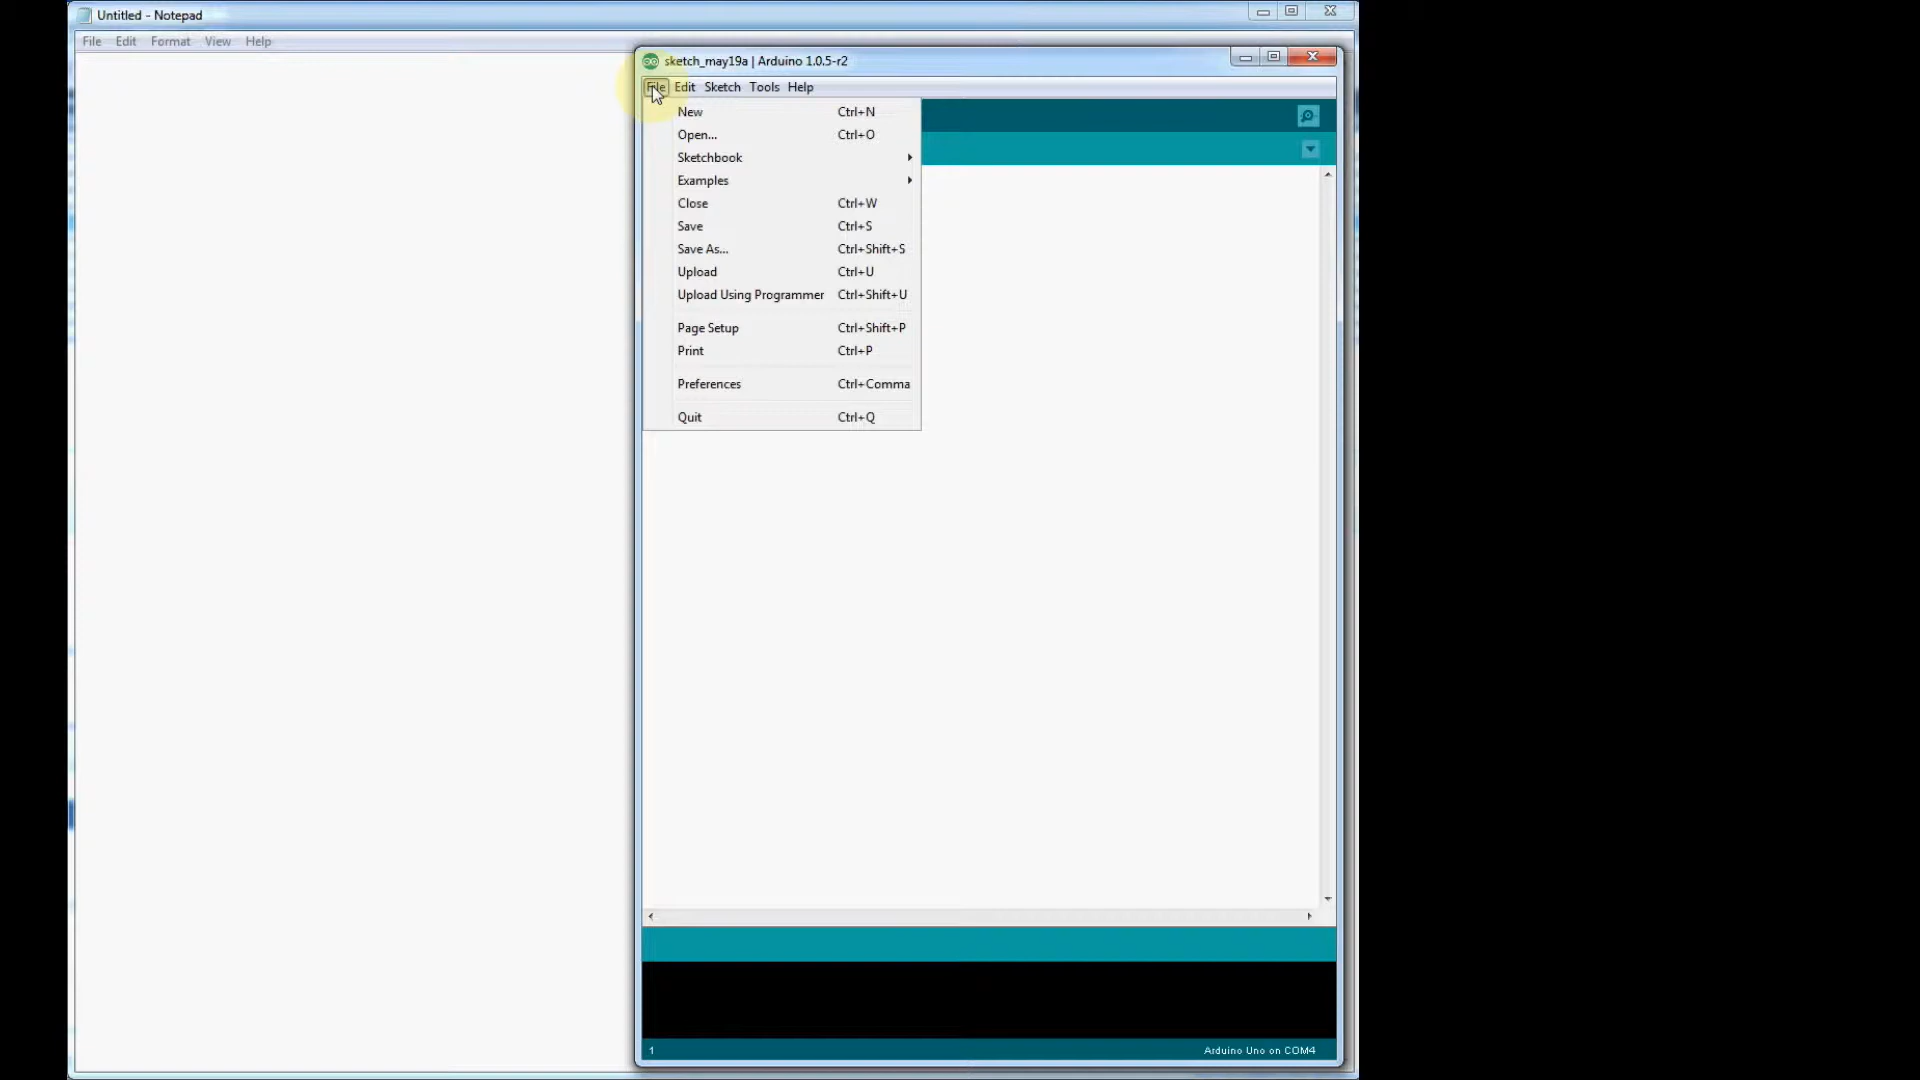 Untitled - Notepad
File Edit Format View Help
sketch_may19a | Arduino 1.0.5-r2
File Edit Sketch Tools Help
New Ctrl+N
Open... Ctrl+O
Sketchbook
Examples
Close Ctrl+W
Save Ctrl+S
Save As... Ctrl+Shift+S
Upload Ctrl+U
Upload Using Programmer Ctrl+Shift+U
Page Setup Ctrl+Shift+P
Print Ctrl+P
Preferences Ctrl+Comma
Quit Ctrl+Q
1 Arduino Uno on COM4